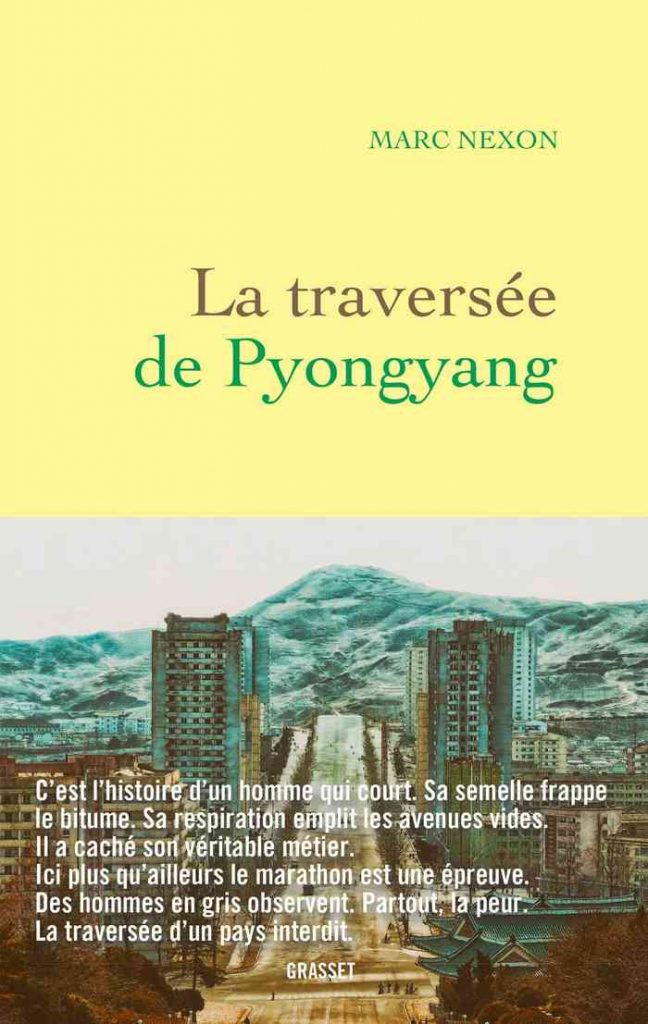 MARC NEXON
La traversée
de Pyongyang
C'est l'histoire d'un homme qui court. Sa semelle frappe
le bitume. Sa respiration emplit les avenues vides.
Il a caché son véritable métier.
Ici plus qu'ailleurs le marathon est une épreuve.
Des hommes en gris observent. Partout, la peur.
La traversée d'un pays interdit.
GRASSET